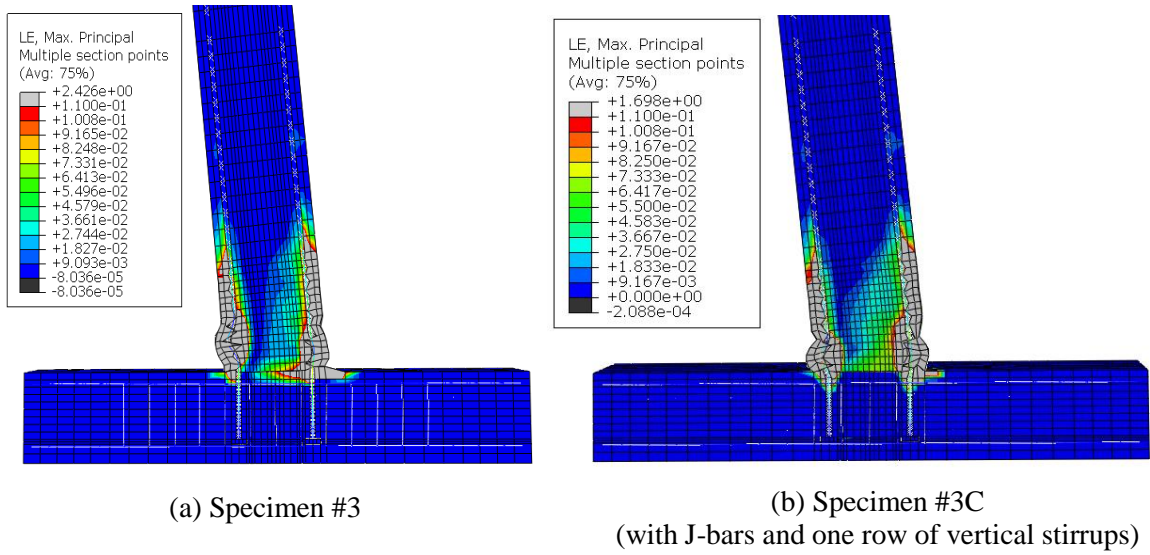 LE, Max. Principal
Multiple section points
(Avg: 75%)
+2.426e+00
+1.100e-01
+1.008e-01
+9.165e-02
+8.248e-02
+7.331e-02
+6.413e-02
+5.496e-02
+4.579e-02
+3.661e-02
+2.744e-02
+1.827e-02
+9.093e-03
-8.036e-05
-8.036e-05
LE, Max. Principal
Multiple section points
(Avg: 75%)
+1.698e+00
+1.100e-01
+1.008e-01
+9.167e-02
+8.250e-02
+7.333e-02
+6.417e-02
+5.500e-02
+4.583e-02
+3.667e-02
+2.750e-02
+1.833e-02
+9.167e-03
+0.000e+00
-2.088e-04
(a) Specimen #3
(b) Specimen #3C
(with J-bars and one row of vertical stirrups)